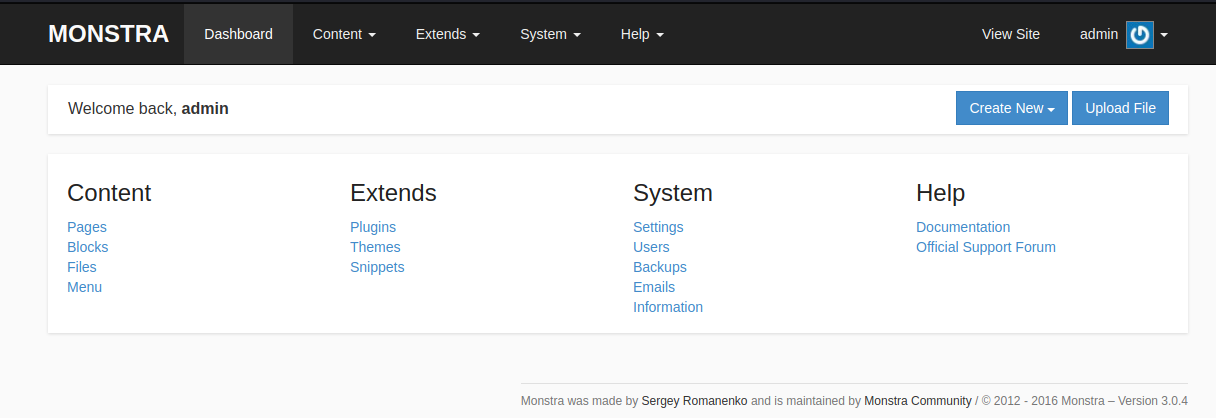 MONSTRA Dashboard Content Extends System Help View Site admin
Welcome back, admin Create New Upload File
Content Extends System Help
Pages Plugins Settings Documentation
Blocks Themes Users Official Support Forum
Files Snippets Backups
Menu Emails
Information
Monstra was made by Sergey Romanenko and is maintained by Monstra Community / © 2012 - 2016 Monstra – Version 3.0.4